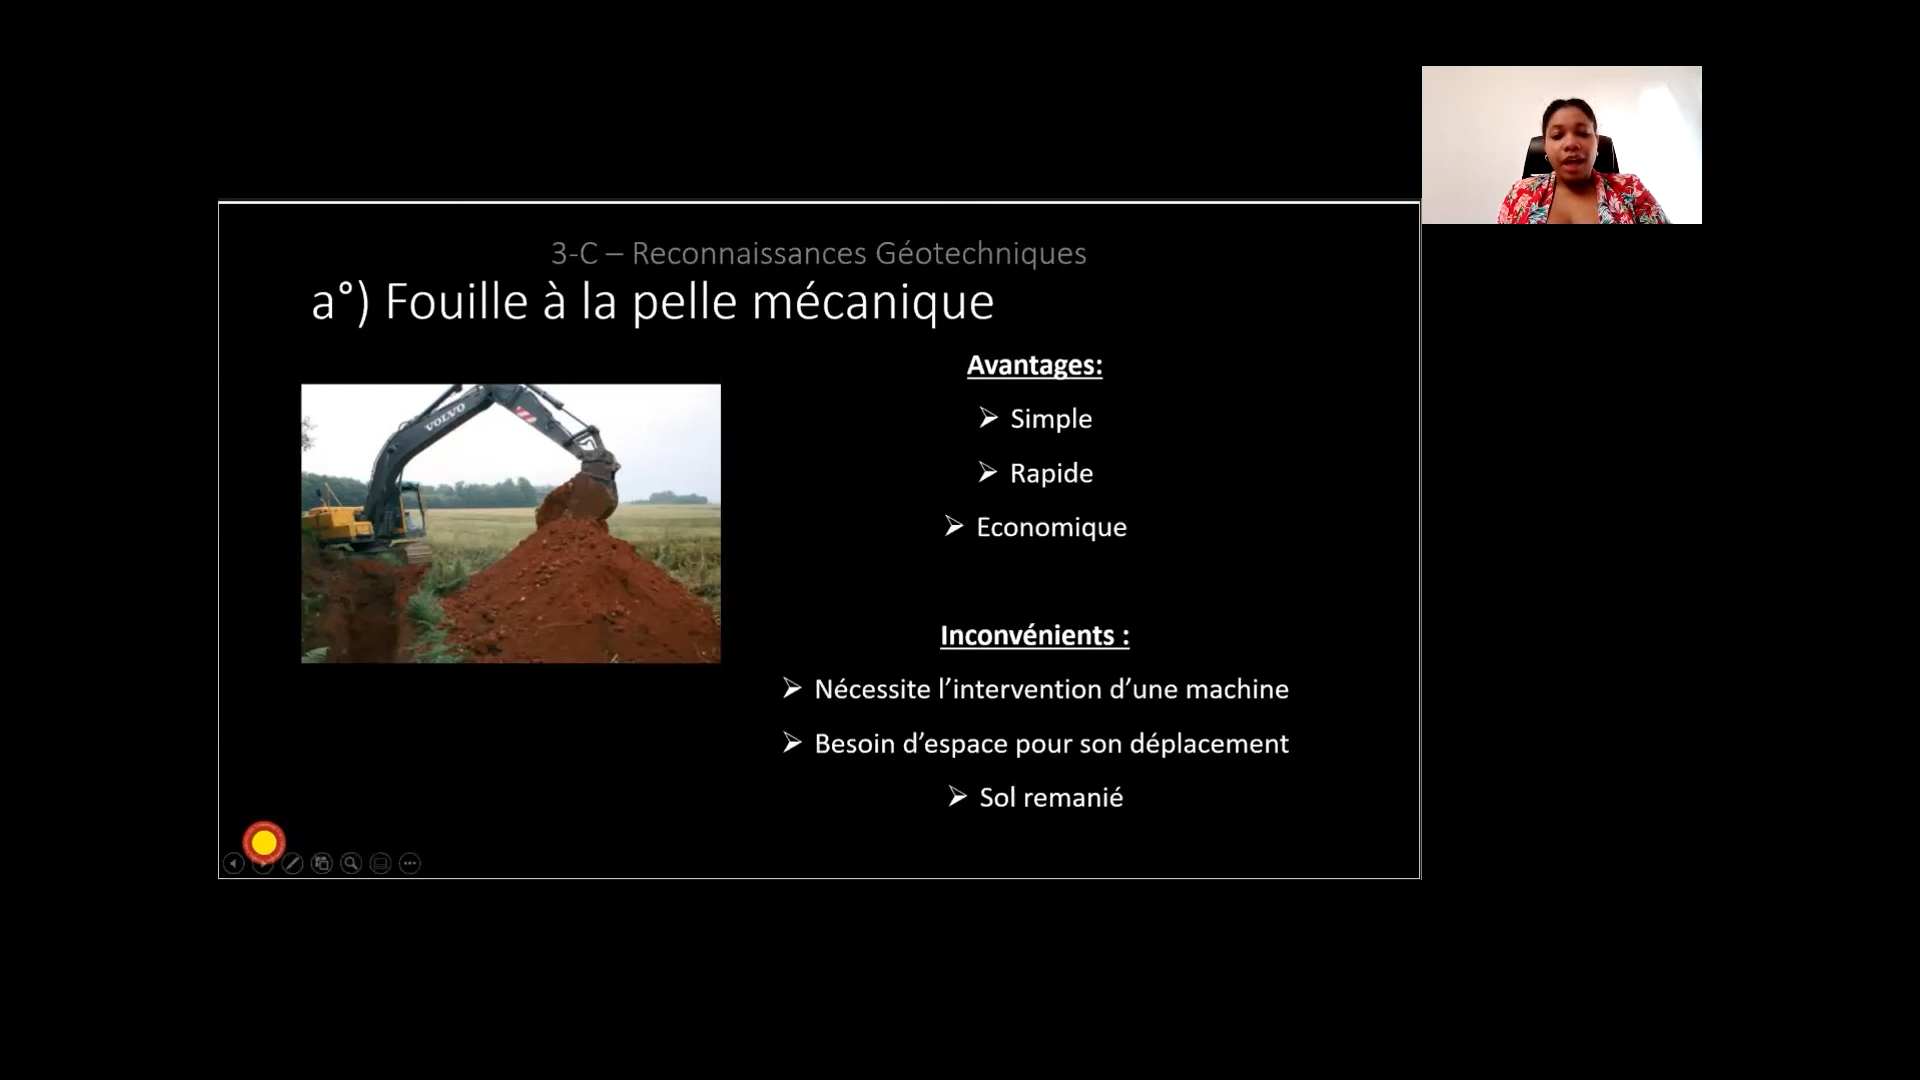 3-C – Reconnaissances Géotechniques
a°) Fouille à la pelle mécanique
VOLVO
Avantages:
Simple
Rapide
Economique
Inconvénients :
Nécessite l’intervention d’une machine
Besoin d’espace pour son déplacement
Sol remanié